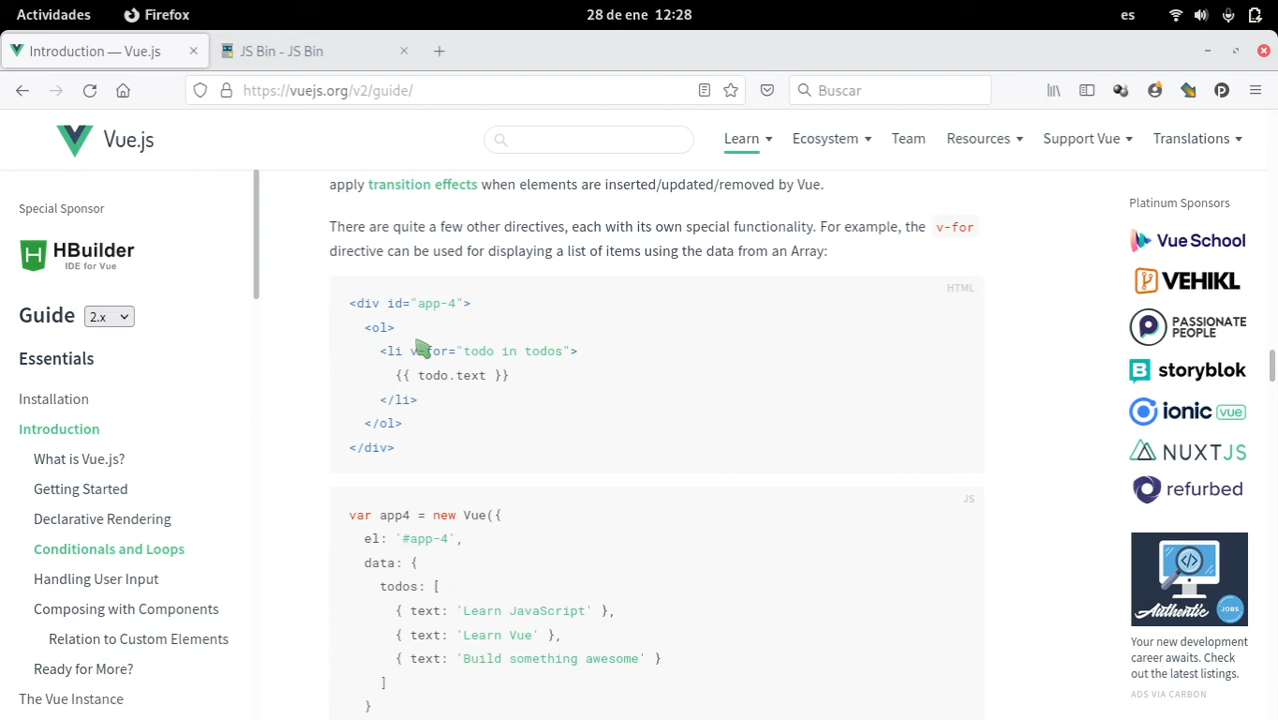 Actividades Firefox 28 de ene 12:28 es
Introduction — Vue.js JS Bin - JS Bin
https://vuejs.org/v2/guide/ Buscar
Vue.js Learn Ecosystem Team Resources Support Vue Translations
Special Sponsor
HBuilder
IDE for Vue
Guide 2.x
Essentials
Installation
Introduction
What is Vue.js?
Getting Started
Declarative Rendering
Conditionals and Loops
Handling User Input
Composing with Components
Relation to Custom Elements
Ready for More?
The Vue Instance
apply transition effects when elements are inserted/updated/removed by Vue.
There are quite a few other directives, each with its own special functionality. For example, the v-for
directive can be used for displaying a list of items using the data from an Array:
HTML
<div id="app-4">
<ol>
<li v-for="todo in todos">
{{ todo.text }}
</li>
</ol>
</div>
JS
var app4 = new Vue({
el: '#app-4',
data: {
todos: [
{ text: 'Learn JavaScript' },
{ text: 'Learn Vue' },
{ text: 'Build something awesome' }
]
}
Platinum Sponsors
Vue School
VEHIKL
PASSIONATE
PEOPLE
storyblok
ionic vue
NUXTJS
refurbed
Authentic JOBS
Your new development
career awaits. Check
out the latest listings.
ADS VIA CARBON